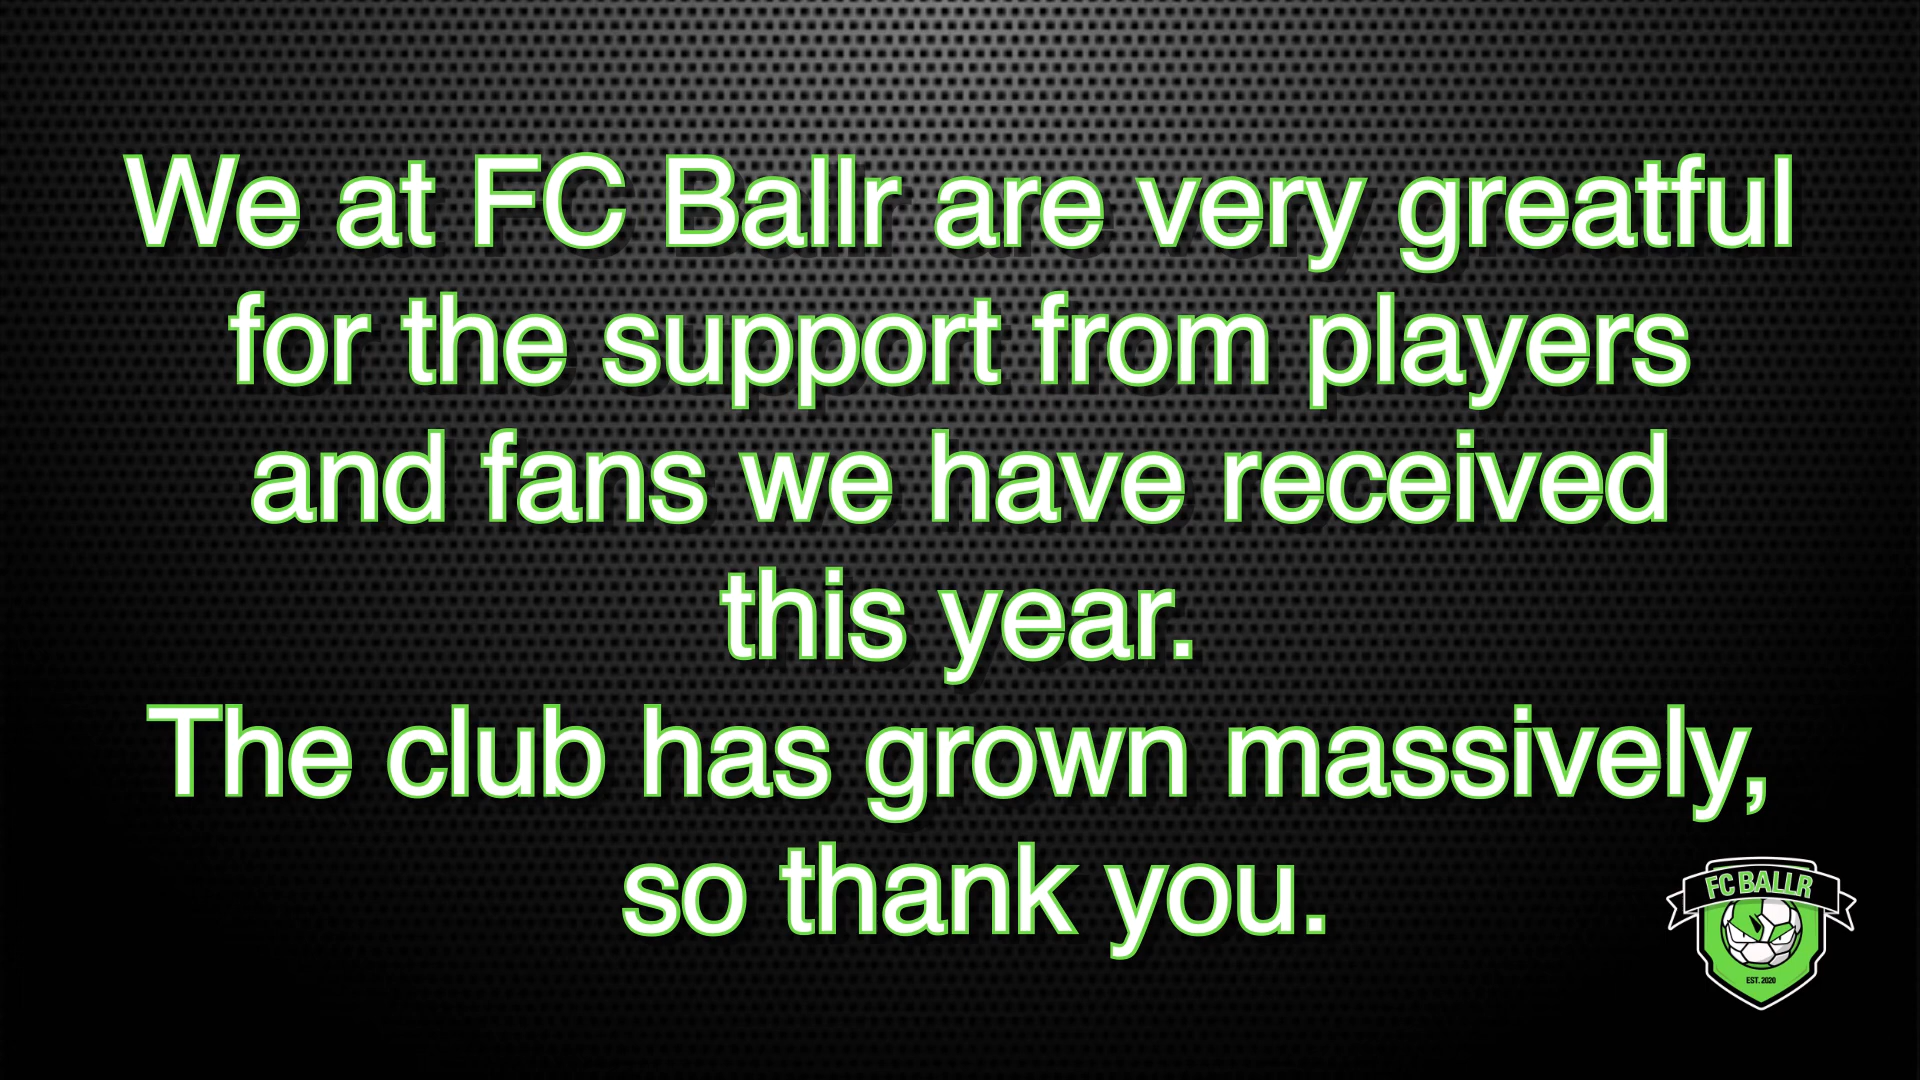 We at FC Ballr are very greatful
for the support from players
and fans we have received
this year.
The club has grown massively,
so thank you.
FC BALLR
EST. 2020